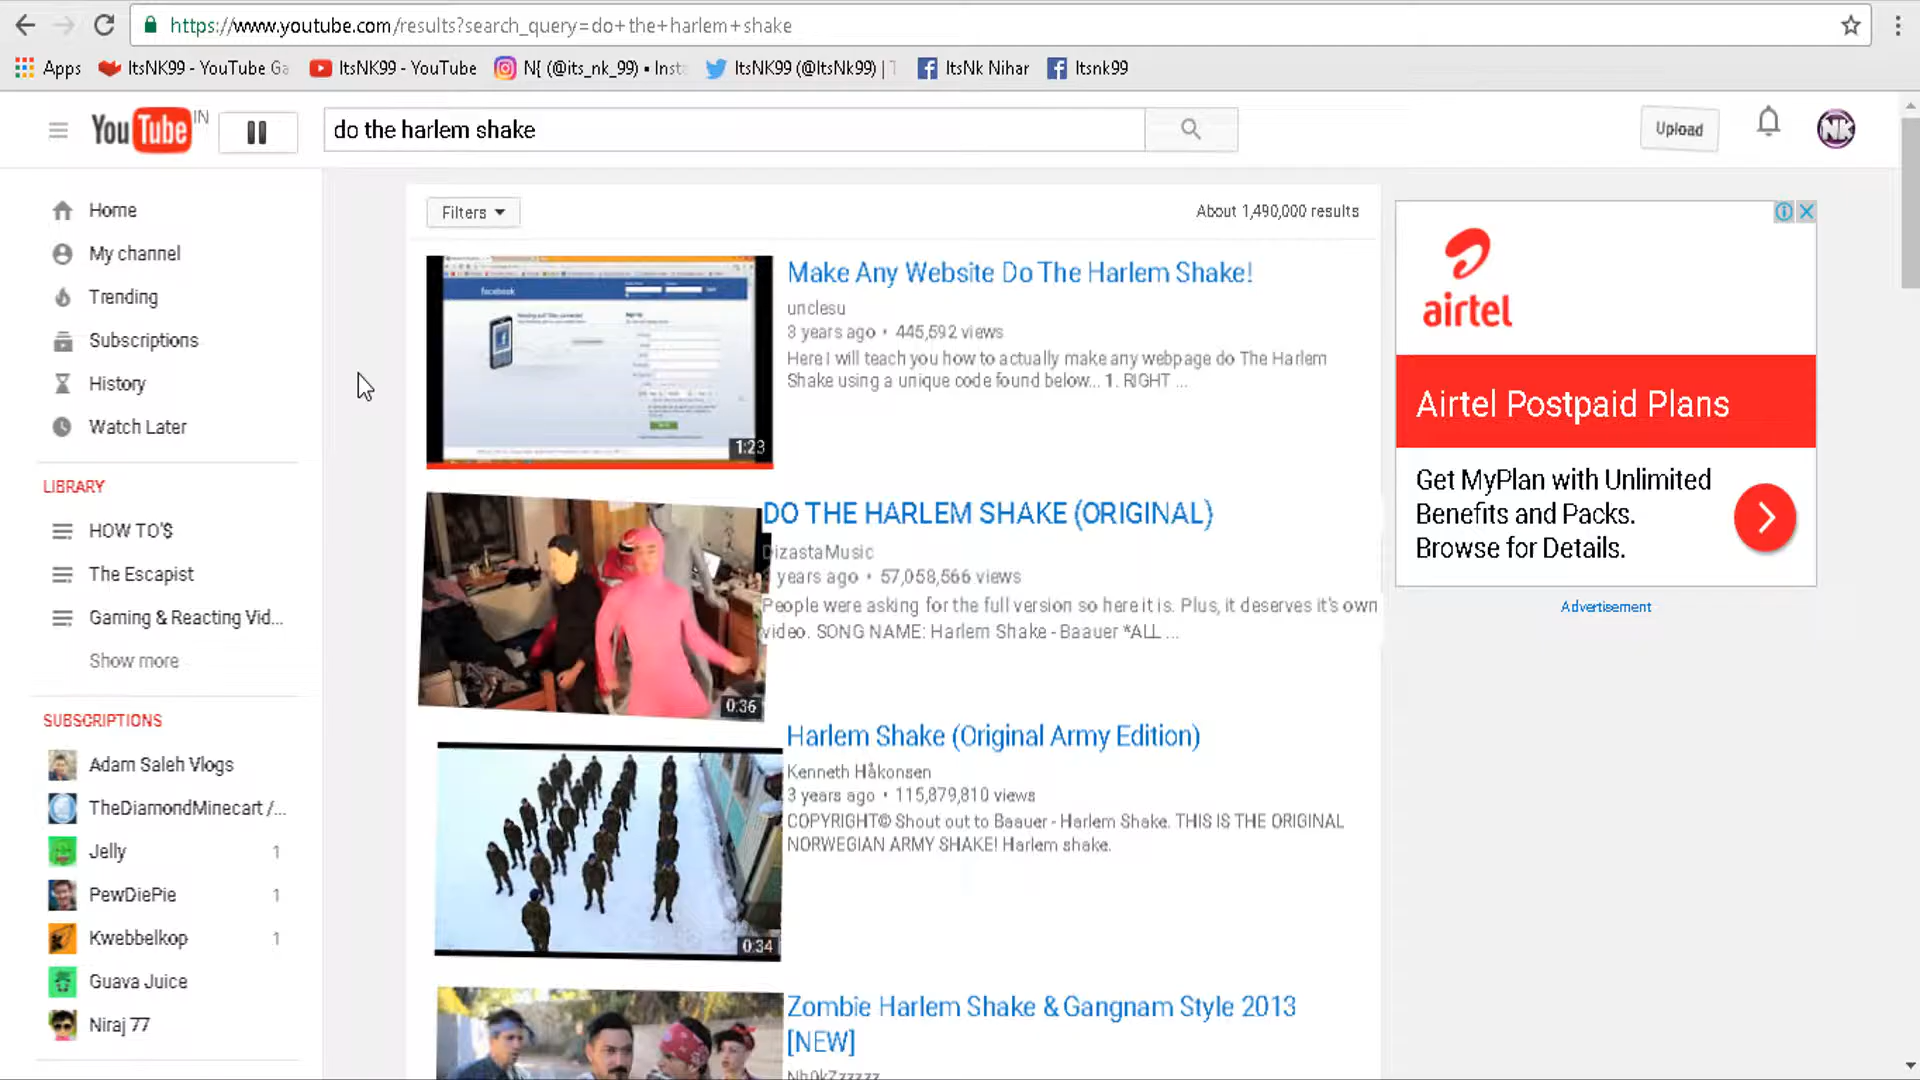 https://www.youtube.com/results?search_query=do+the+harlem+shake
Apps
ItsNK99 - YouTube Ga
ItsNK99 - YouTube
N{ (@its_nk_99) • Inst
ItsNK99 (@ItsNk99) | T
ItsNk Nihar
Itsnk99
YouTube IN
do the harlem shake
Upload
NK
Home
My channel
Trending
Subscriptions
History
Watch Later
LIBRARY
HOW TO'$
The Escapist
Gaming & Reacting Vid...
Show more
SUBSCRIPTIONS
Adam Saleh Vlogs
TheDiamondMinecart /...
Jelly 1
PewDiePie 1
Kwebbelkop 1
Guava Juice
Niraj 77
Filters
About 1,490,000 results
facebook
1:23
Make Any Website Do The Harlem Shake!
unclesu
3 years ago • 445,592 views
Here I will teach you how to actually make any webpage do The Harlem
Shake using a unique code found below... 1. RIGHT ...
0:36
DO THE HARLEM SHAKE (ORIGINAL)
DizastaMusic
years ago • 57,058,566 views
People were asking for the full version so here it is. Plus, it deserves it's own
video. SONG NAME: Harlem Shake - Baauer *ALL ...
0:34
Harlem Shake (Original Army Edition)
Kenneth Håkonsen
3 years ago • 115,879,810 views
COPYRIGHT© Shout out to Baauer - Harlem Shake. THIS IS THE ORIGINAL
NORWEGIAN ARMY SHAKE! Harlem shake.
Zombie Harlem Shake & Gangnam Style 2013
[NEW]
airtel
Airtel Postpaid Plans
Get MyPlan with Unlimited
Benefits and Packs.
Browse for Details.
Advertisement